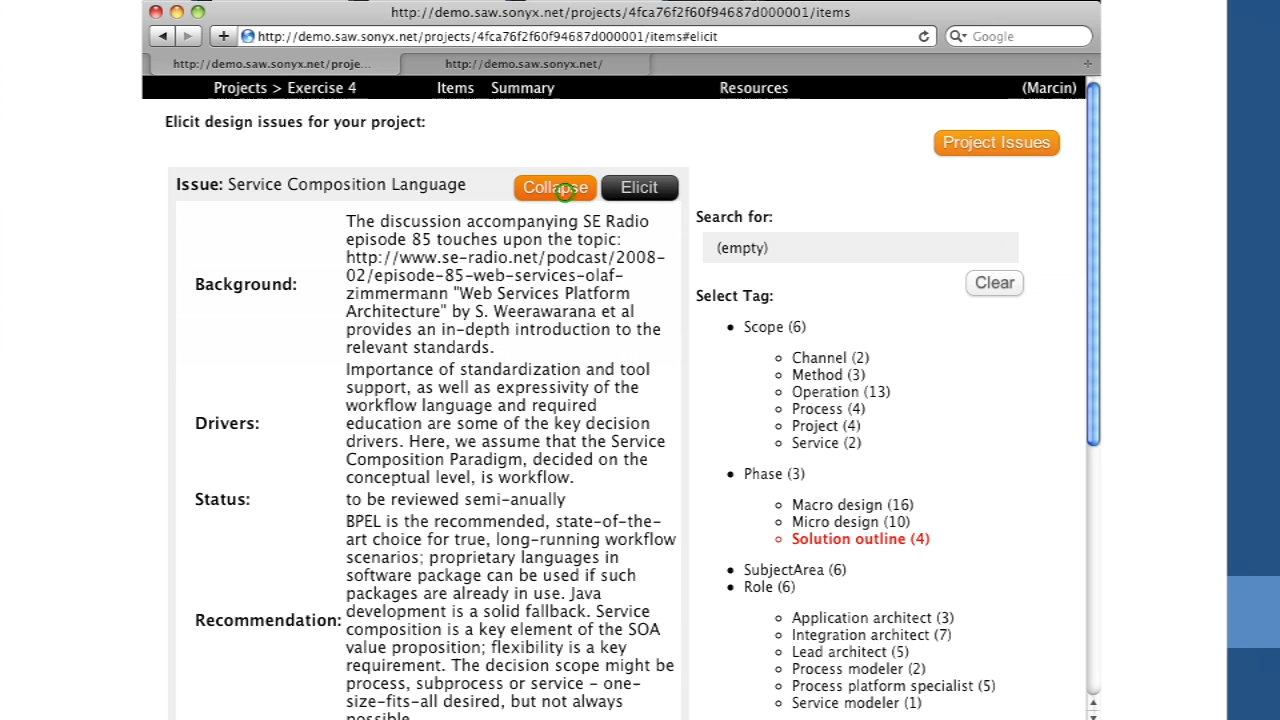 http://demo.saw.sonyx.net/projects/4fca76f2f60f94687d000001/items
http://demo.saw.sonyx.net/projects/4fca76f2f60f94687d000001/items#elicit
Google
http://demo.saw.sonyx.net/proje...
http://demo.saw.sonyx.net/
Projects > Exercise 4
Items
Summary
Resources
(Marcin)
Elicit design issues for your project:
Project Issues
Issue: Service Composition Language
Collapse
Elicit
Background:
The discussion accompanying SE Radio
episode 85 touches upon the topic:
http://www.se-radio.net/podcast/2008-
02/episode-85-web-services-olaf-
zimmermann "Web Services Platform
Architecture" by S. Weerawarana et al
provides an in-depth introduction to the
relevant standards.
Drivers:
Importance of standardization and tool
support, as well as expressivity of the
workflow language and required
education are some of the key decision
drivers. Here, we assume that the Service
Composition Paradigm, decided on the
conceptual level, is workflow.
Status:
to be reviewed semi-anually
Recommendation:
BPEL is the recommended, state-of-the-
art choice for true, long-running workflow
scenarios; proprietary languages in
software package can be used if such
packages are already in use. Java
development is a solid fallback. Service
composition is a key element of the SOA
value proposition; flexibility is a key
requirement. The decision scope might be
process, subprocess or service - one-
size-fits-all desired, but not always
possible.
Search for:
(empty)
Clear
Select Tag:
Scope (6)
Channel (2)
Method (3)
Operation (13)
Process (4)
Project (4)
Service (2)
Phase (3)
Macro design (16)
Micro design (10)
Solution outline (4)
SubjectArea (6)
Role (6)
Application architect (3)
Integration architect (7)
Lead architect (5)
Process modeler (2)
Process platform specialist (5)
Service modeler (1)